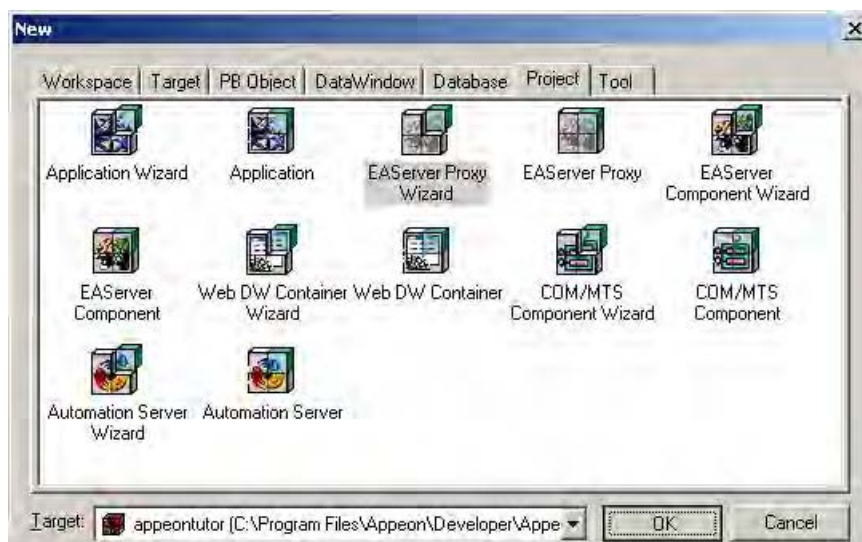 New
Workspace Target PB Object DataWindow Database Project Tool
Application Wizard Application EAServer Proxy Wizard EAServer Proxy EAServer Component Wizard
EAServer Component Web DW Container Wizard Web DW Container COM/MTS Component Wizard COM/MTS Component
Automation Server Wizard Automation Server
Target: appeontutor (C:\Program Files\Appeon\Developer\Appe OK Cancel